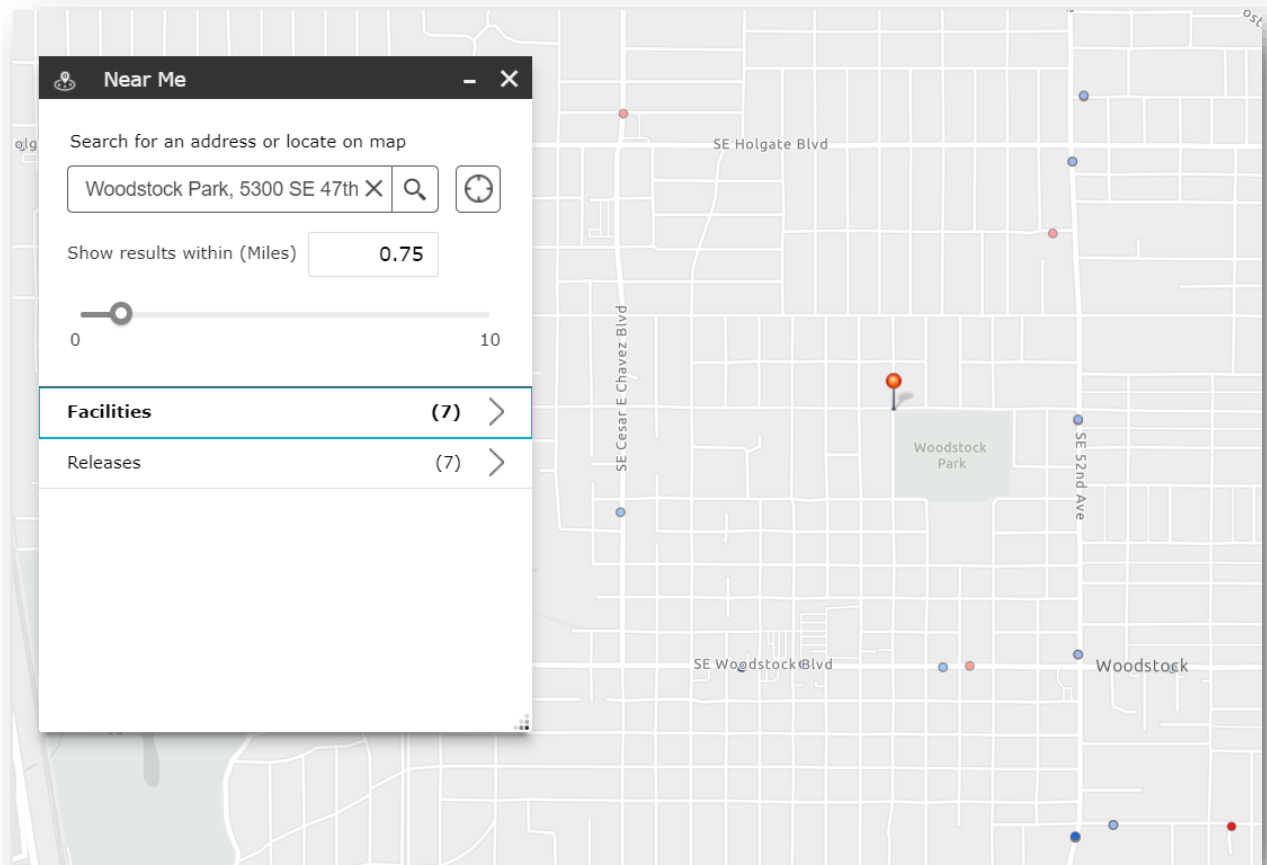 Near Me
Search for an address or locate on map
Woodstock Park, 5300 SE 47th
Show results within (Miles)
0.75
0
10
Facilities
(7)
Releases
(7)
olg
SE Holgate Blvd
SE Cesar E Chavez Blvd
Woodstock
Park
SE 52nd Ave
SE Woodstock Blvd
Woodstock
ost